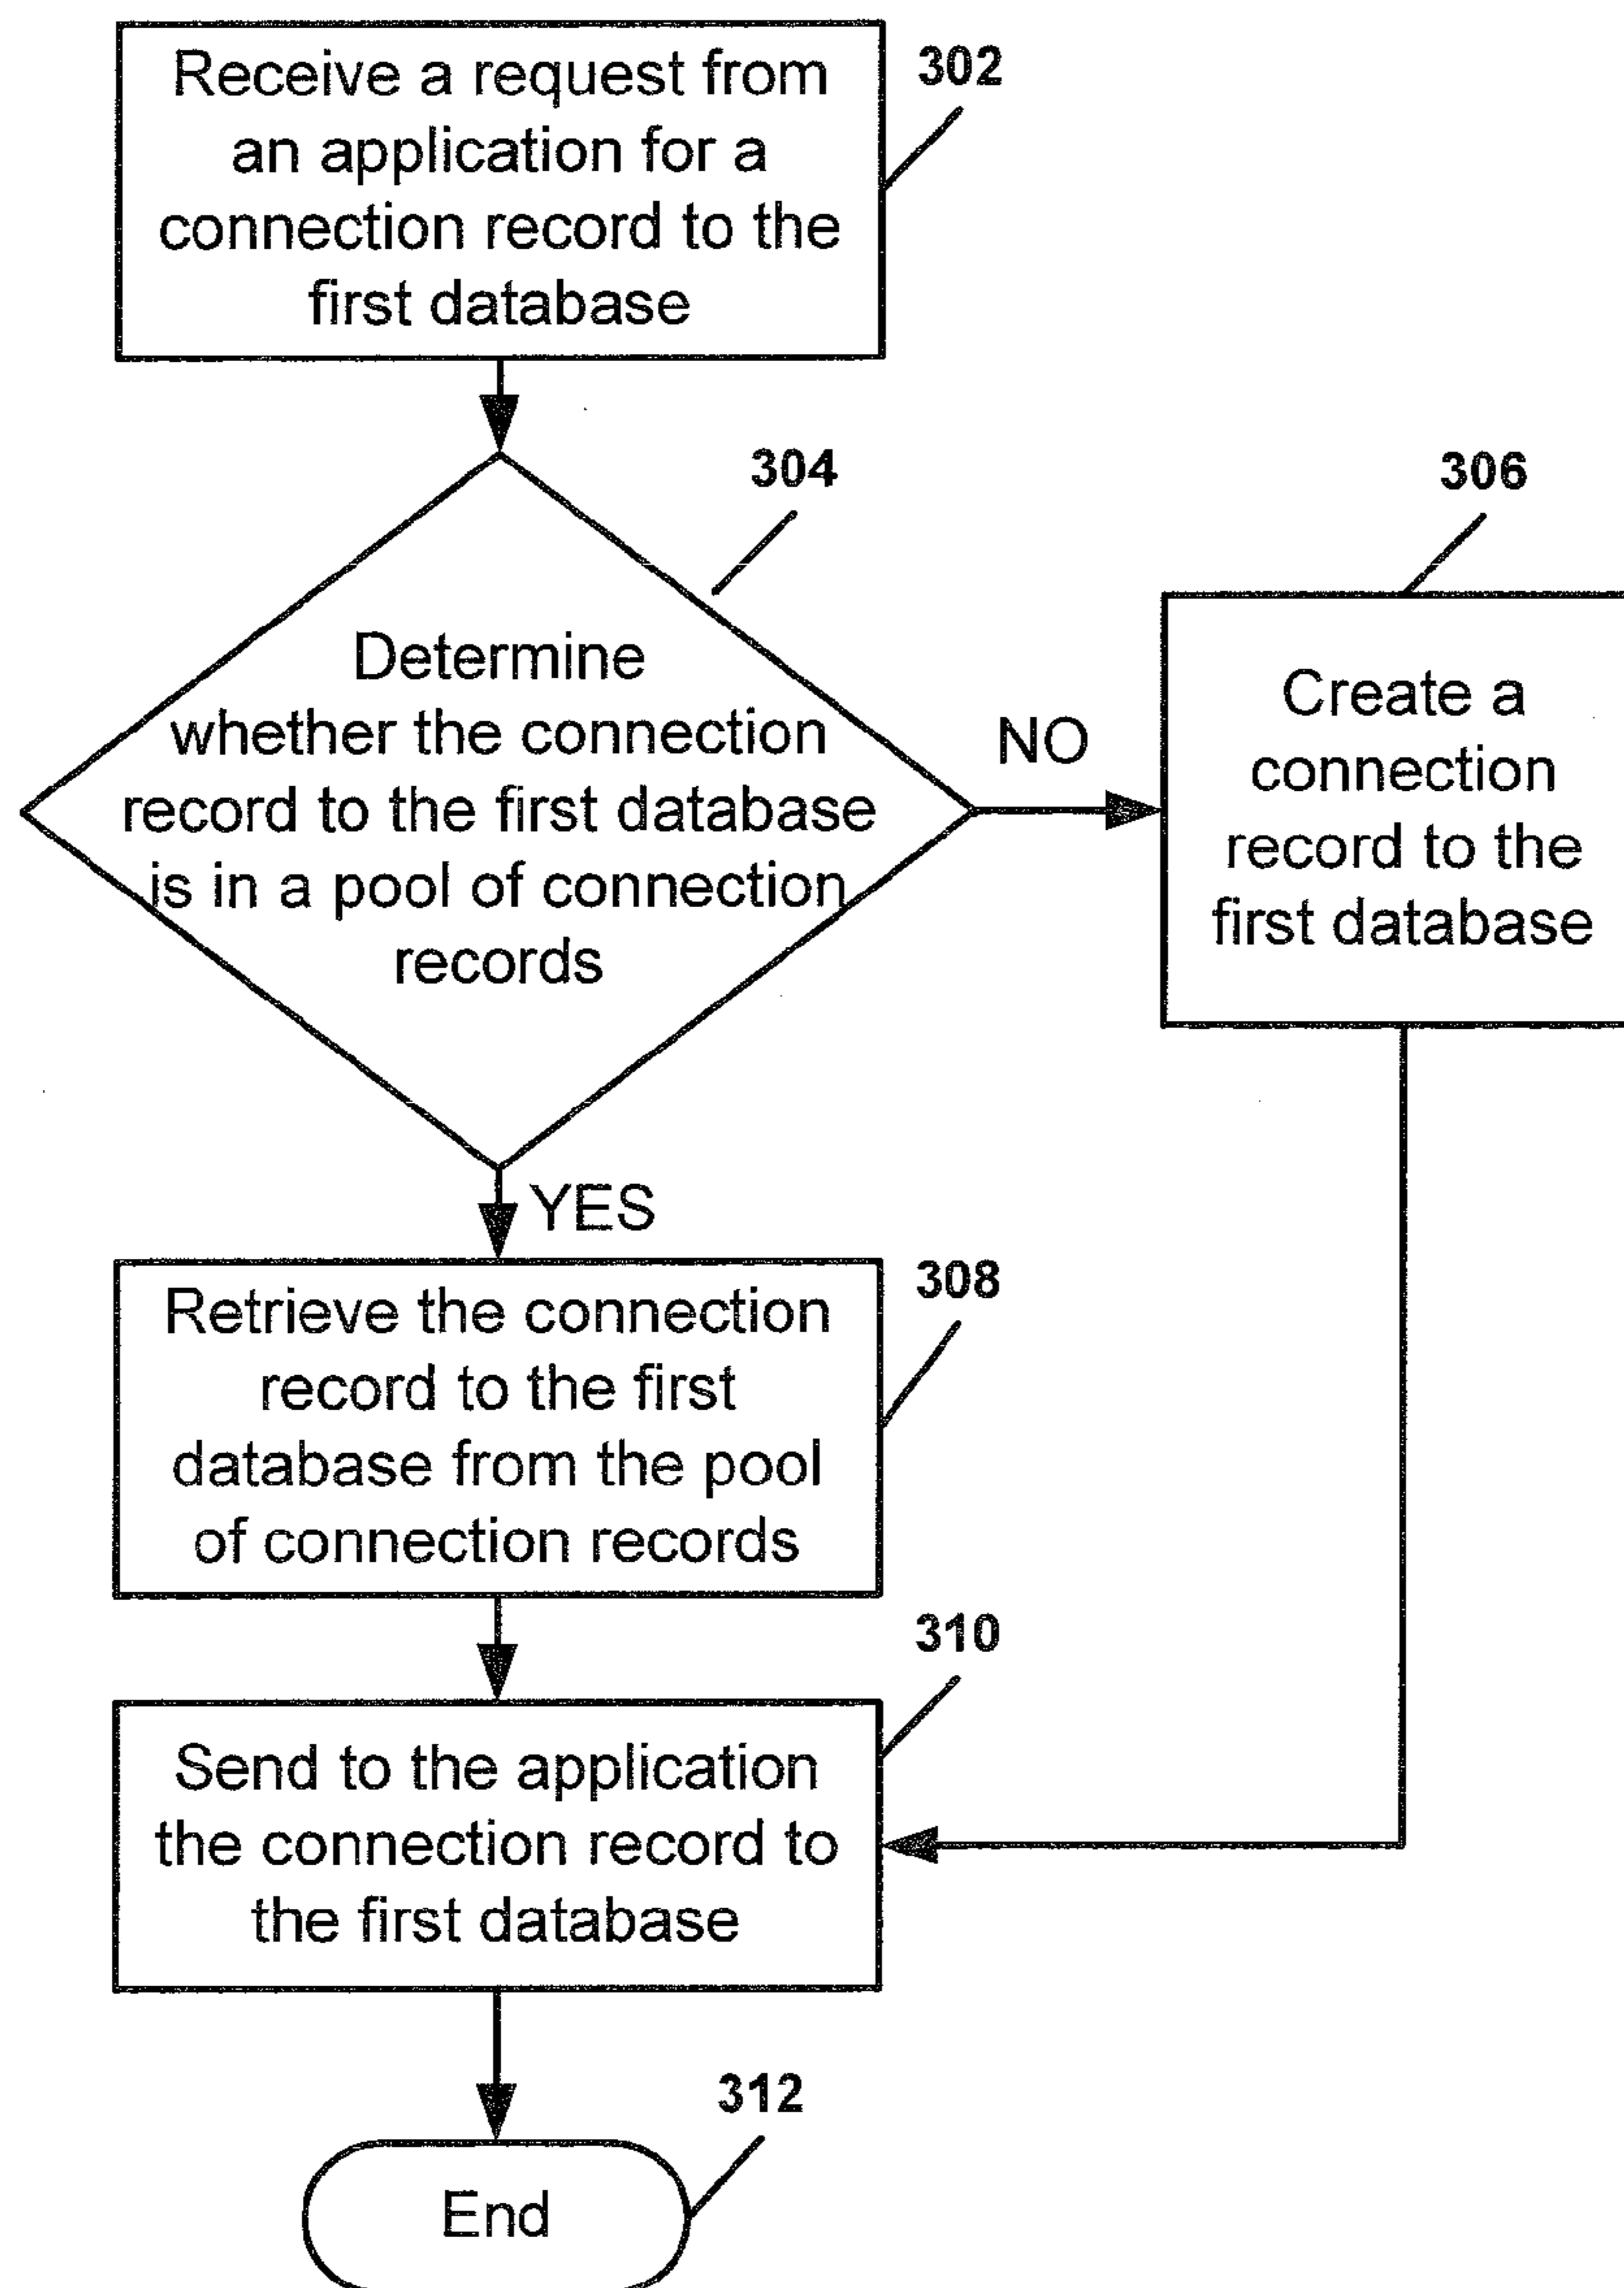 Receive a request from
an application for a
connection record to the
first database
302
304
Determine
whether the connection
record to the first database
is in a pool of connection
records
NO
306
Create a
connection
record to the
first database
YES
Retrieve the connection
record to the first
database from the pool
of connection records
308
310
Send to the application
the connection record to
the first database
312
End